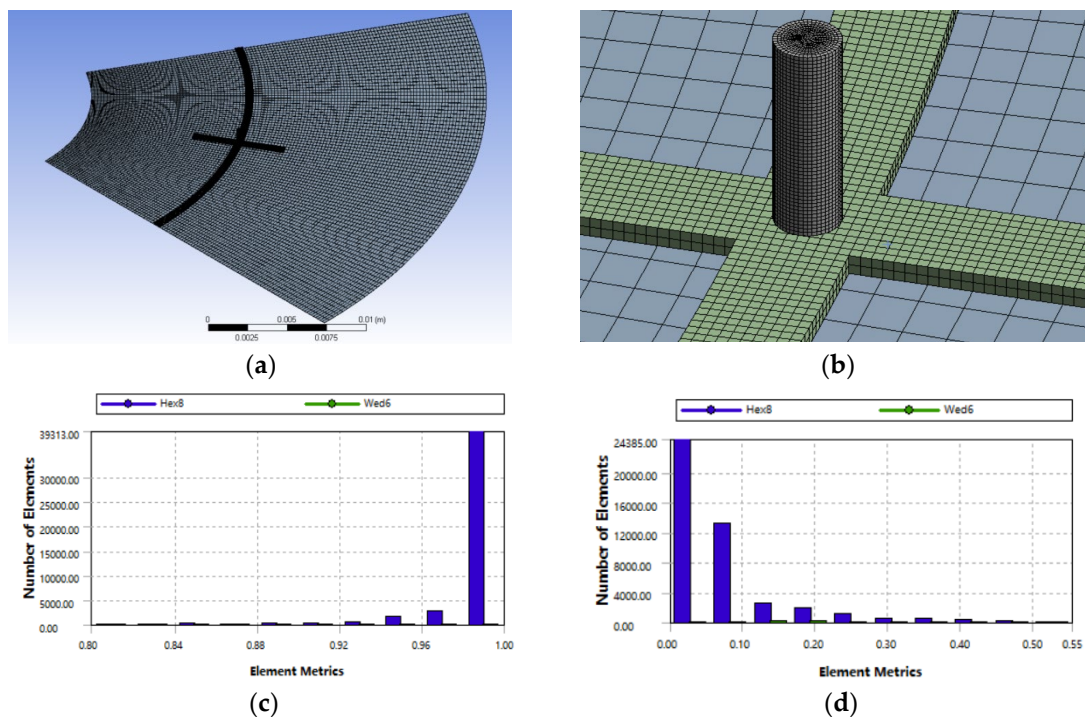 0 0.005 0.01 (m)
0.0025 0.0075
(a) (b)
Hex8 Wed6
39313.00
30000.00
25000.00
20000.00
15000.00
10000.00
5000.00
0.00
Number of Elements
0.80 0.84 0.88 0.92 0.96 1.00
Element Metrics
(c)
Hex8 Wed6
24385.00
20000.00
16000.00
12000.00
8000.00
4000.00
0.00
Number of Elements
0.00 0.10 0.20 0.30 0.40 0.50 0.55
Element Metrics
(d)